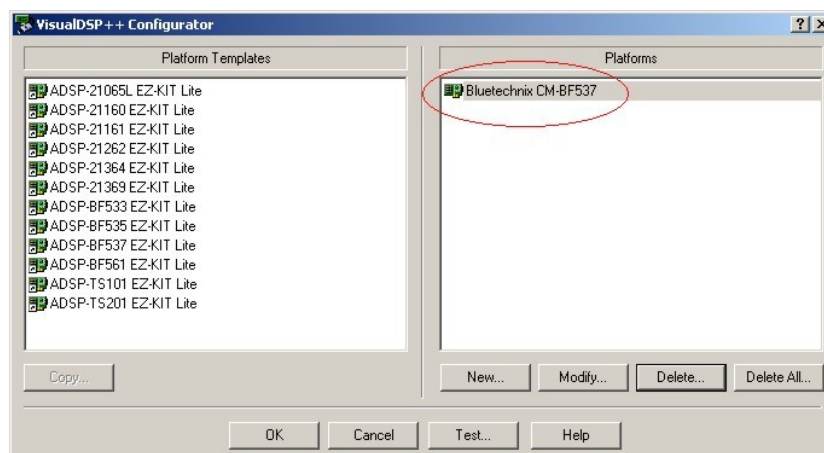 VisualDSP++ Configurator
Platform Templates
ADSP-21065L EZ-KIT Lite
ADSP-21160 EZ-KIT Lite
ADSP-21161 EZ-KIT Lite
ADSP-21262 EZ-KIT Lite
ADSP-21364 EZ-KIT Lite
ADSP-21369 EZ-KIT Lite
ADSP-BF533 EZ-KIT Lite
ADSP-BF535 EZ-KIT Lite
ADSP-BF537 EZ-KIT Lite
ADSP-BF561 EZ-KIT Lite
ADSP-TS101 EZ-KIT Lite
ADSP-TS201 EZ-KIT Lite
Copy...
Platforms
Bluetechnix CM-BF537
New... Modify... Delete... Delete All...
OK Cancel Test... Help